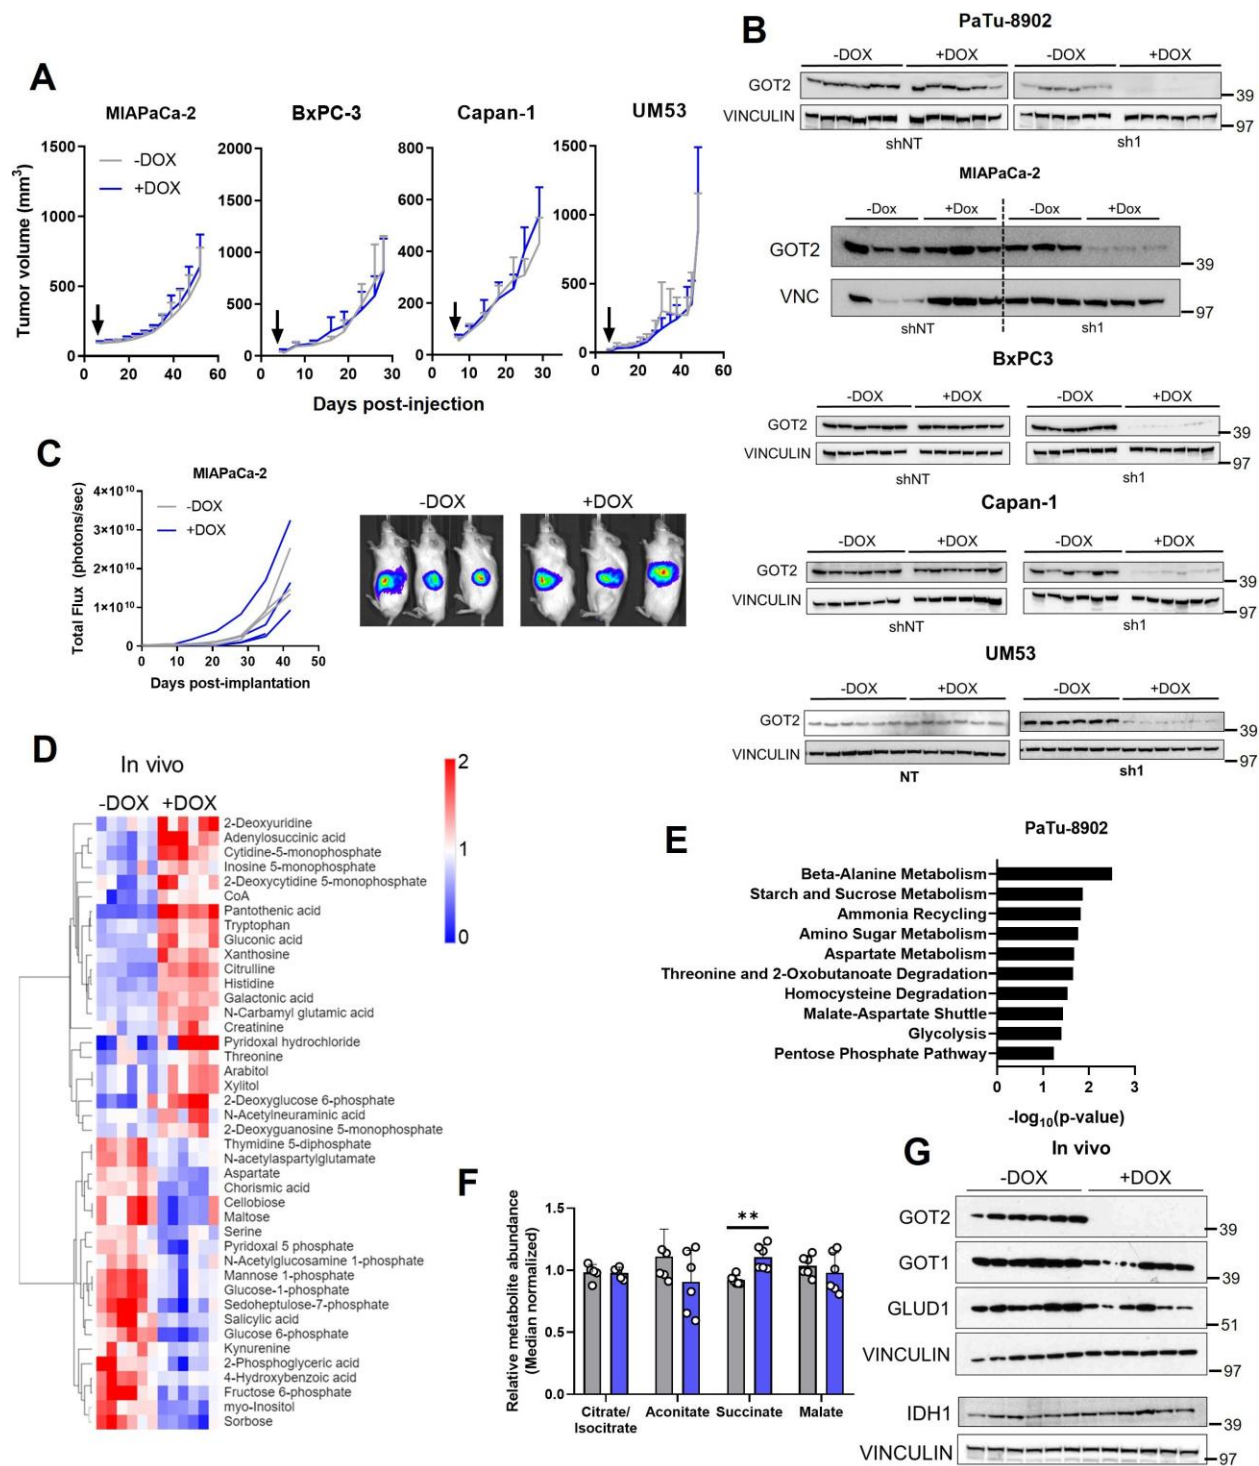 A
MIAPaCa-2
BxPC-3
Capan-1
UM53
Tumor volume (mm3)
1500
1000
500
0
-DOX
+DOX
0 20 40 60
2000
1500
1000
500
0
0 10 20 30
800
600
400
200
0
0 10 20 30
1500
1000
500
0
0 20 40 60
Days post-injection
B
PaTu-8902
-DOX +DOX -DOX +DOX
GOT2
39
VINCULIN
97
shNT sh1
MIAPaCa-2
-Dox +Dox -Dox +Dox
GOT2
39
VNC
97
shNT sh1
BxPC3
-DOX +DOX -DOX +DOX
GOT2
39
VINCULIN
97
shNT sh1
Capan-1
-DOX +DOX -DOX +DOX
GOT2
39
VINCULIN
97
shNT sh1
UM53
-DOX +DOX -DOX +DOX
GOT2
39
VINCULIN
97
NT sh1
C
MIAPaCa-2
Total Flux (photons/sec)
4×10^10
3×10^10
2×10^10
1×10^10
0
-DOX
+DOX
0 10 20 30 40 50
Days post-implantation
-DOX +DOX
D
In vivo
-DOX +DOX
2
1
0
2-Deoxyuridine
Adenylosuccinic acid
Cytidine-5-monophosphate
Inosine 5-monophosphate
2-Deoxycytidine 5-monophosphate
CoA
Pantothenic acid
Tryptophan
Gluconic acid
Xanthosine
Citrulline
Histidine
Galactonic acid
N-Carbamyl glutamic acid
Creatinine
Pyridoxal hydrochloride
Threonine
Arabitol
Xylitol
2-Deoxyglucose 6-phosphate
N-Acetylneuraminic acid
2-Deoxyguanosine 5-monophosphate
Thymidine 5-diphosphate
N-acetylaspartylglutamate
Aspartate
Chorismic acid
Cellobiose
Maltose
Serine
Pyridoxal 5 phosphate
N-Acetylglucosamine 1-phosphate
Mannose 1-phosphate
Glucose-1-phosphate
Sedoheptulose-7-phosphate
Salicylic acid
Glucose 6-phosphate
Kynurenine
2-Phosphoglyceric acid
4-Hydroxybenzoic acid
Fructose 6-phosphate
myo-Inositol
Sorbose
E
PaTu-8902
Beta-Alanine Metabolism
Starch and Sucrose Metabolism
Ammonia Recycling
Amino Sugar Metabolism
Aspartate Metabolism
Threonine and 2-Oxobutanoate Degradation
Homocysteine Degradation
Malate-Aspartate Shuttle
Glycolysis
Pentose Phosphate Pathway
0 1 2 3
-log10(p-value)
F
Relative metabolite abundance
(Median normalized)
1.5
1.0
0.5
0.0
**
Citrate/
Isocitrate
Aconitate
Succinate
Malate
G
In vivo
-DOX +DOX
GOT2
39
GOT1
39
GLUD1
51
VINCULIN
97
IDH1
39
VINCULIN
97